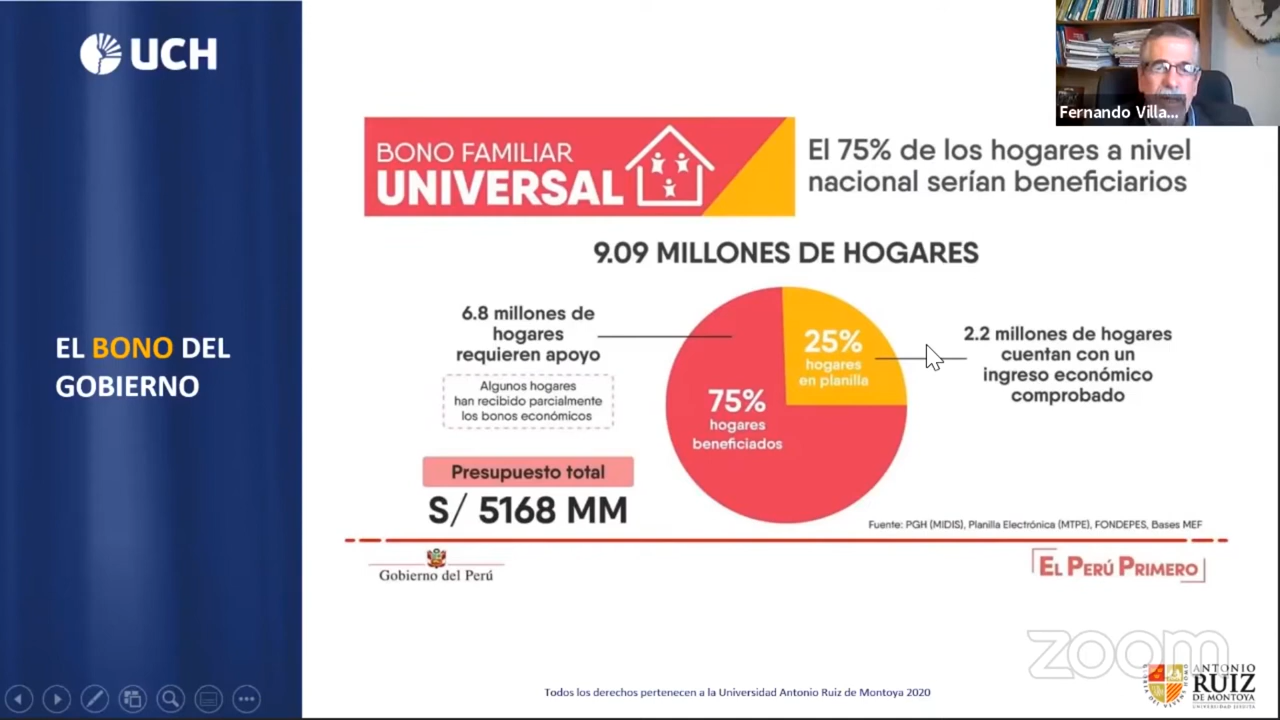 UCH
Fernando Villa...
BONO FAMILIAR
UNIVERSAL
El 75% de los hogares a nivel
nacional serían beneficiarios
9.09 MILLONES DE HOGARES
6.8 millones de
hogares
requieren apoyo
Algunos hogares
han recibido parcialmente
los bonos económicos
25%
hogares
en planilla
75%
hogares
beneficiados
2.2 millones de hogares
cuentan con un
ingreso económico
comprobado
EL BONO DEL
GOBIERNO
Presupuesto total
S/ 5168 MM
Fuente: PGH (MIDIS), Planilla Electrónica (MTPE), FONDEPES, Bases MEF
Gobierno del Perú
EL PERÚ PRIMERO
zoom
ANTONIO
RUIZ
DE MONTOYA
UNIVERSIDAD JESUITA
Todos los derechos pertenecen a la Universidad Antonio Ruiz de Montoya 2020